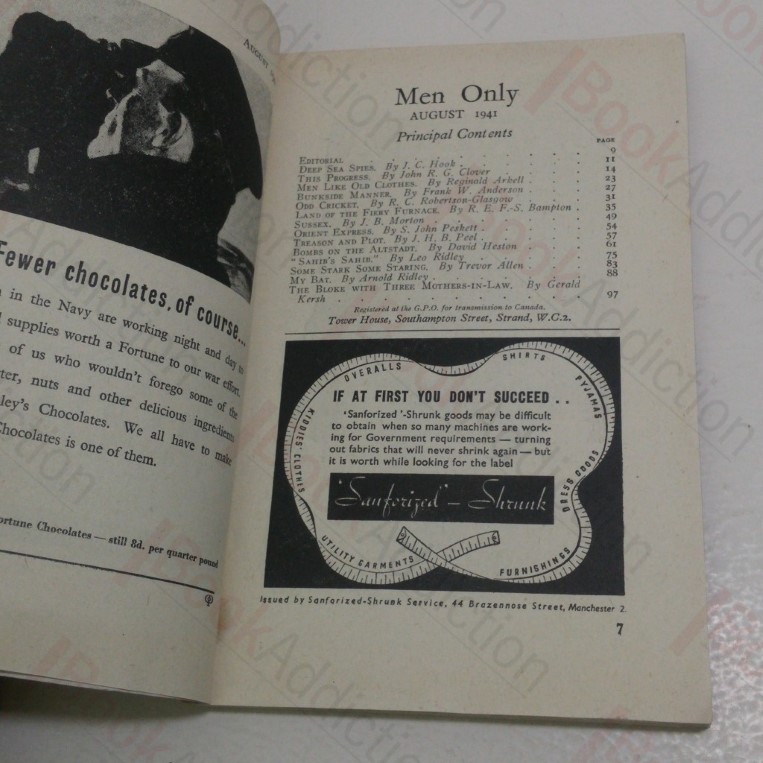 AUGUST
Fewer chocolates, of course...
in the Navy are working night and day to
supplies worth a Fortune to our war effort.
of us who wouldn't forego some of the
nuts and other delicious ingredients
Chocolates. We all have to make
Chocolates is one of them.
Chocolates — still 8d. per quarter pound
Men Only
AUGUST 1941
Principal Contents
PAGE
EDITORIAL . . . . 9
DEEP SEA SPIES. By J. C. Hook . . . . 11
THIS PROGRESS. By John R. G. Clover . . . . 14
MEN LIKE OLD CLOTHES. By Reginald Arkell . . . . 23
BUNKSIDE MANNER. By Frank W. Anderson . . . . 27
ODD CRICKET. By R. C. Robertson-Glasgow . . . . 31
LAND OF THE FIERY FURNACE. By R. E. F.-S. Bampton . 35
SUSSEX. By J. B. Morton . . . . 49
ORIENT EXPRESS. By S. John Peskett . . . . 54
TREASON AND PLOT. By J. H. B. Peel . . . . 57
BOMBS ON THE ALTSTADT. By David Heston . . . . 61
"SAHIB'S SAHIB." By Leo Ridley . . . . 75
SOME STARK SOME STARING. By Trevor Allen . . . . 83
MY BAT. By Arnold Ridley . . . . 88
THE BLOKE WITH THREE MOTHERS-IN-LAW. By Gerald
Kersh . . . . 97
Registered at the G.P.O. for transmission to Canada.
Tower House, Southampton Street, Strand, W.C.2.
OVERALLS
SHIRTS
PYJAMAS
KIDDIES' CLOTHES
IF AT FIRST YOU DON'T SUCCEED . .
'Sanforized'-Shrunk goods may be difficult
to obtain when so many machines are work-
ing for Government requirements — turning
out fabrics that will never shrink again — but
it is worth while looking for the label
DRESS GOODS
'Sanforized' — Shrunk
UTILITY GARMENTS
FURNISHINGS
Issued by Sanforized-Shrunk Service, 44 Brazennose Street, Manchester 2.
7
BookAddiction